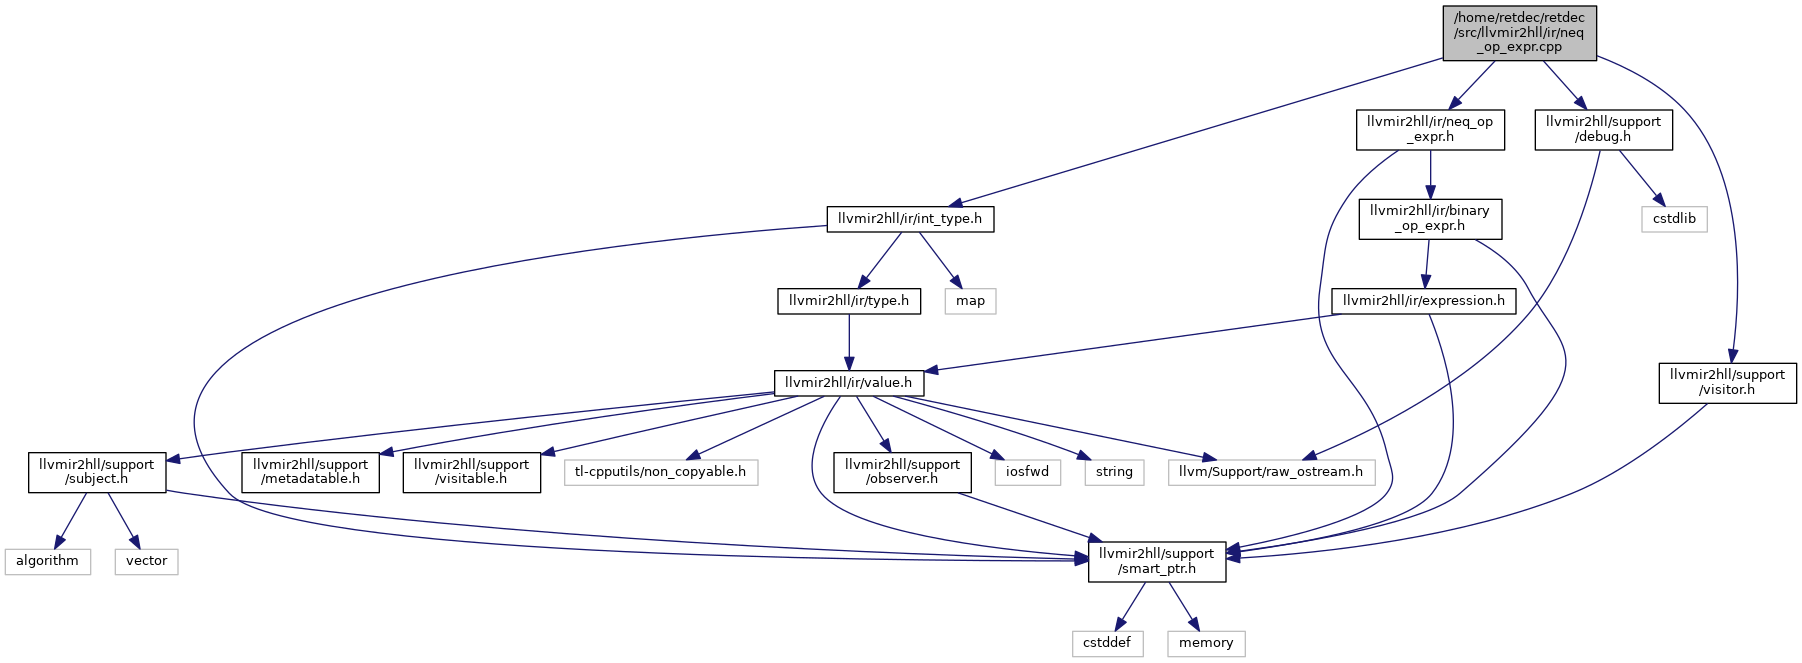 /home/retdec/retdec
/src/llvmir2hll/ir/neq
_op_expr.cpp
llvmir2hll/ir/neq_op
_expr.h
llvmir2hll/support
/debug.h
llvmir2hll/ir/int_type.h
llvmir2hll/ir/binary
_op_expr.h
cstdlib
llvmir2hll/ir/type.h
map
llvmir2hll/ir/expression.h
llvmir2hll/ir/value.h
llvmir2hll/support
/visitor.h
llvmir2hll/support
/subject.h
llvmir2hll/support
/metadatable.h
llvmir2hll/support
/visitable.h
tl-cpputils/non_copyable.h
llvmir2hll/support
/observer.h
iosfwd
string
llvm/Support/raw_ostream.h
algorithm
vector
llvmir2hll/support
/smart_ptr.h
cstddef
memory